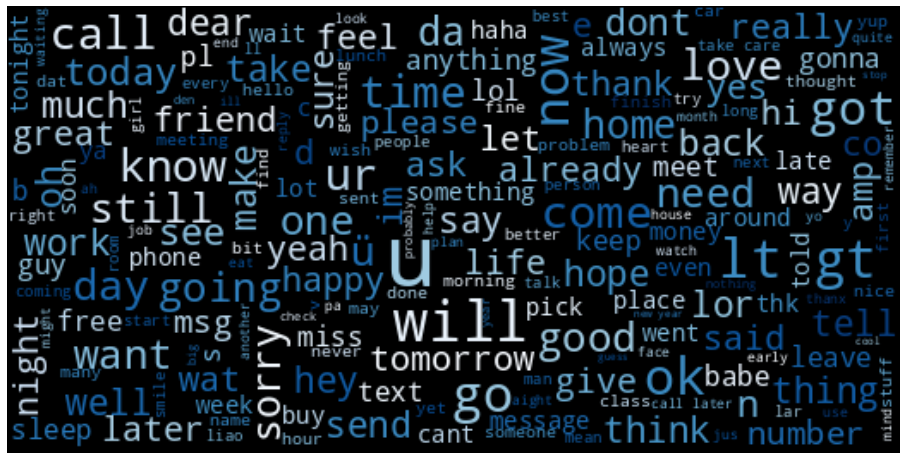 tonight
waiting
call
dear
wait
look
end
ll
feel
da
haha
e
dont
best
car
really
yup
quite
dat
pl
today
every
take
lunch
hello
sure
getting
anything
now
always
take care
gonna
thank
love
thought
stop
much
girl
den
ill
friend
c
time
lol
fine
please
finish
try
month
long
yes
hi
got
great
meeting
reply
people
let
home
problem
heart
back
co
remember
oh
soon
ya
find
d
wish
know
make
lot
ur
ask
already
meet
next
late
b
ah
sent
something
person
need
way
amp
right
still
im
come
house
first
yo
y
work
job
room
see
one
probably
help
say
better
around
money
told
guy
phone
bit
yeah
ü
u
plan
life
keep
watch
even
lt
gt
day
going
eat
happy
done
morning
talk
hope
nothing
thanx
nice
coming
might
night
free
start
msg
another
sorry
check
v
pa
may
year
will
pick
place
new year
lor
thk
tell
want
s
miss
never
tomorrow
good
went
said
cool
many
smile
big
wat
hey
text
guess
face
early
leave
well
week
man
aight
go
give
ok
babe
thing
stuff
mind
name
buy
yet
class
call later
n
lar
use
sleep
later
liao
hour
send
cant
message
someone
mean
think
jus
number